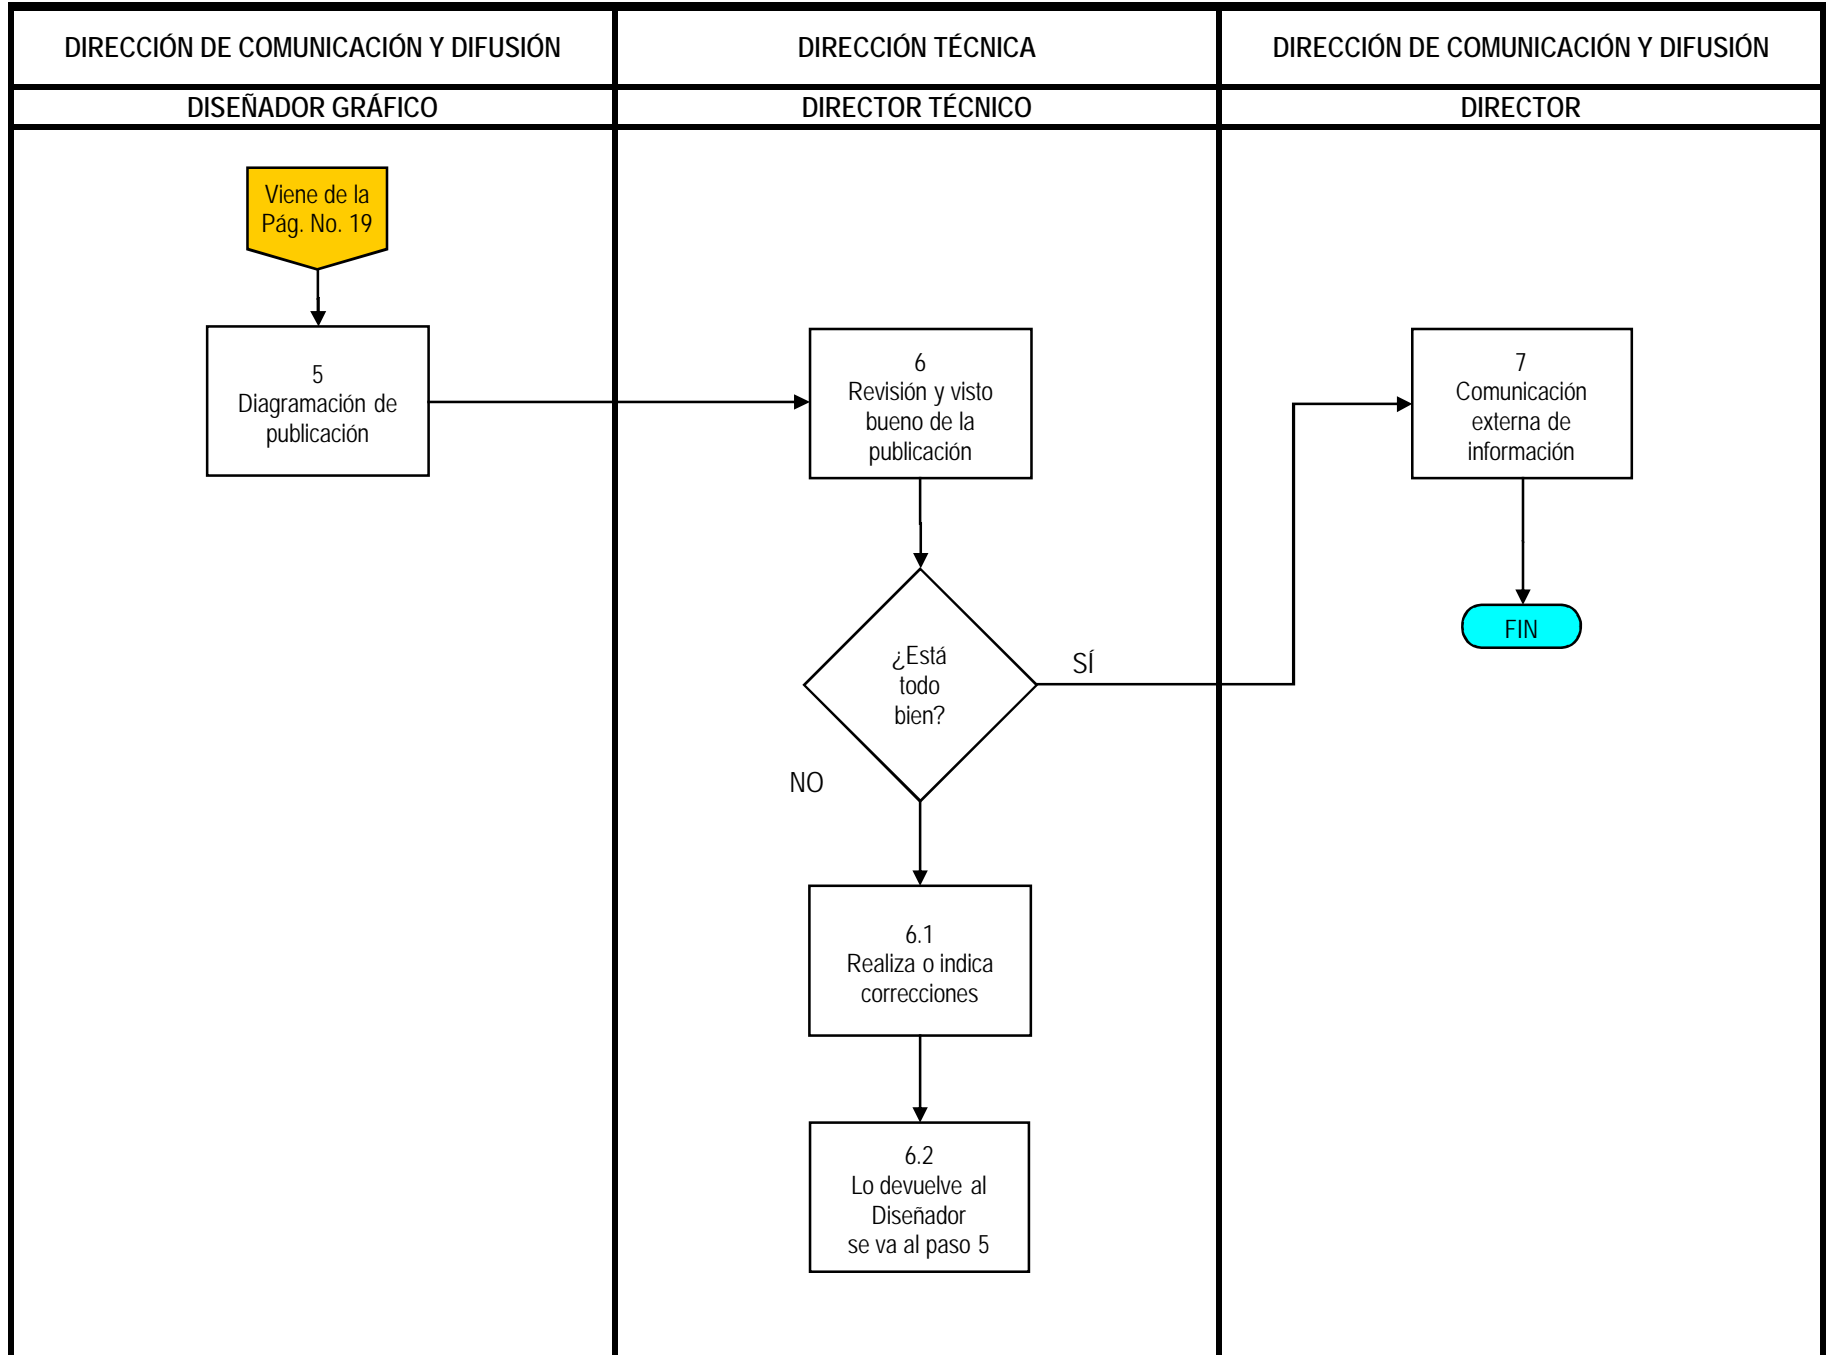 DIRECCIÓN DE COMUNICACIÓN Y DIFUSIÓN
DIRECCIÓN TÉCNICA
DIRECCIÓN DE COMUNICACIÓN Y DIFUSIÓN
DISEÑADOR GRÁFICO
DIRECTOR TÉCNICO
DIRECTOR
Viene de la
Pág. No. 19
5
Diagramación de
publicación
6
Revisión y visto
bueno de la
publicación
7
Comunicación
externa de
información
¿Está
todo
bien?
SÍ
NO
FIN
6.1
Realiza o indica
correcciones
6.2
Lo devuelve al
Diseñador
se va al paso 5